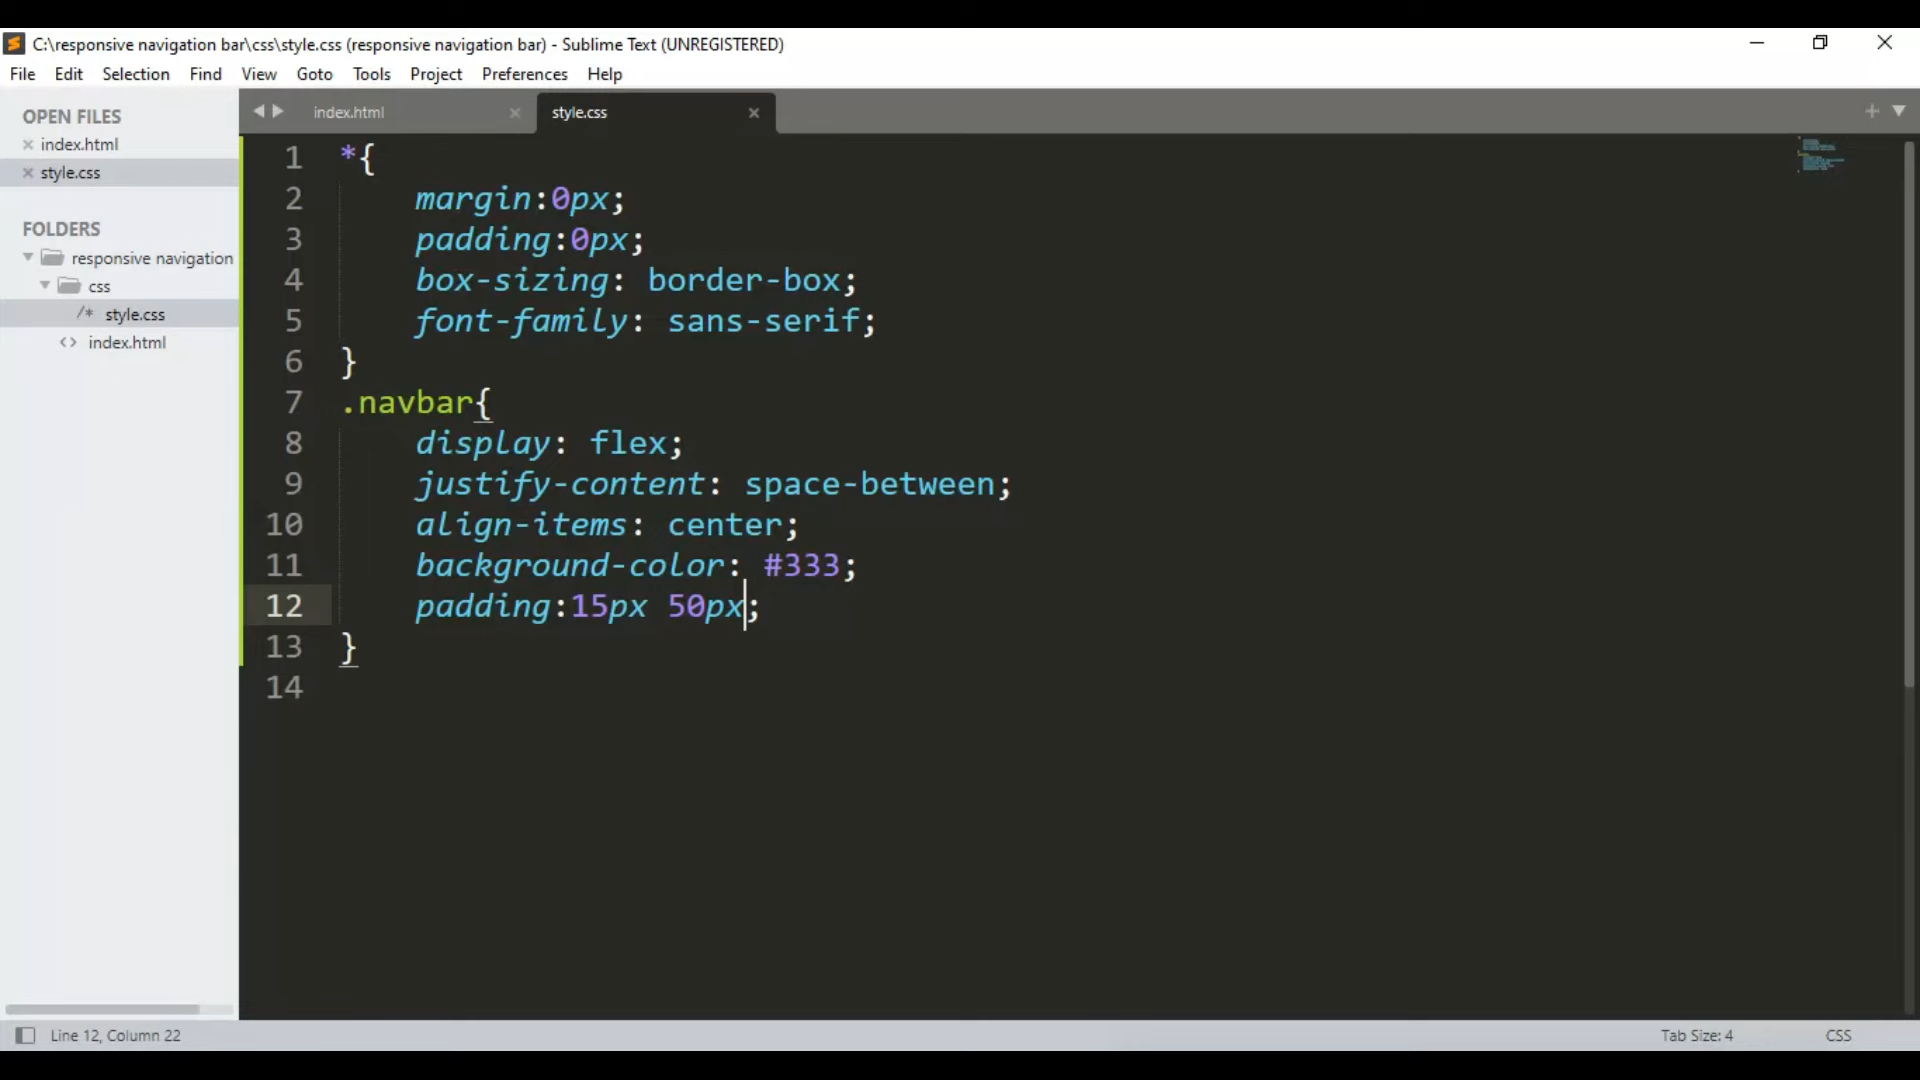 C:\responsive navigation bar\css\style.css (responsive navigation bar) - Sublime Text (UNREGISTERED)
File Edit Selection Find View Goto Tools Project Preferences Help
OPEN FILES
index.html
style.css
FOLDERS
responsive navigation
css
/* style.css
<> index.html
index.html
style.css
1 *{
2 margin:0px;
3 padding:0px;
4 box-sizing: border-box;
5 font-family: sans-serif;
6 }
7 .navbar{
8 display: flex;
9 justify-content: space-between;
10 align-items: center;
11 background-color: #333;
12 padding:15px 50px;
13 }
14
Line 12, Column 22
Tab Size: 4
CSS